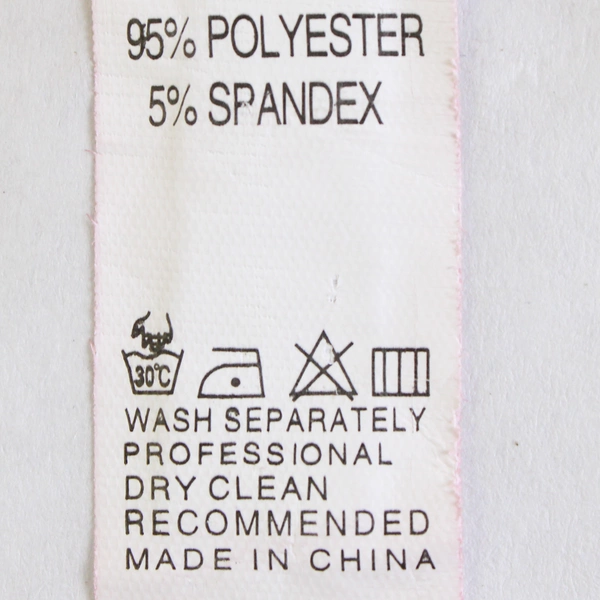 95% POLYESTER
5% SPANDEX
30°C
WASH SEPARATELY
PROFESSIONAL
DRY CLEAN
RECOMMENDED
MADE IN CHINA